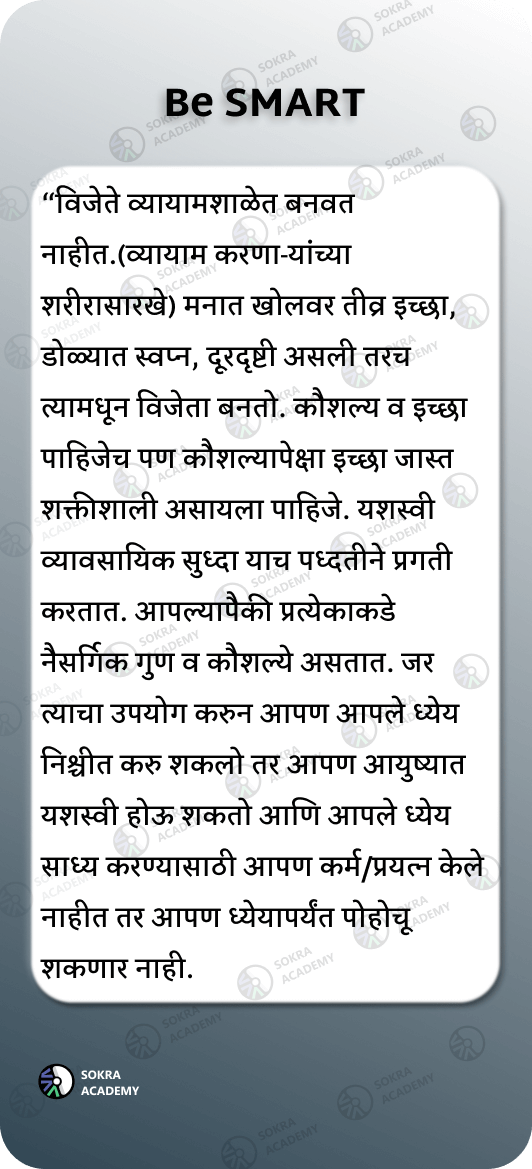 Be SMART
“विजेते व्यायामशाळेत बनवत
नाहीत.(व्यायाम करणा-यांच्या
शरीरासारखे) मनात खोलवर तीव्र इच्छा,
डोळ्यात स्वप्न, दूरदृष्टी असली तरच
त्यामधून विजेता बनतो. कौशल्य व इच्छा
पाहिजेच पण कौशल्यापेक्षा इच्छा जास्त
शक्तीशाली असायला पाहिजे. यशस्वी
व्यावसायिक सुध्दा याच पध्दतीने प्रगती
करतात. आपल्यापैकी प्रत्येकाकडे
नैसर्गिक गुण व कौशल्ये असतात. जर
त्याचा उपयोग करुन आपण आपले ध्येय
निश्चीत करु शकलो तर आपण आयुष्यात
यशस्वी होऊ शकतो आणि आपले ध्येय
साध्य करण्यासाठी आपण कर्म/प्रयत्न केले
नाहीत तर आपण ध्येयापर्यंत पोहोचू
शकणार नाही.
SOKRA
ACADEMY